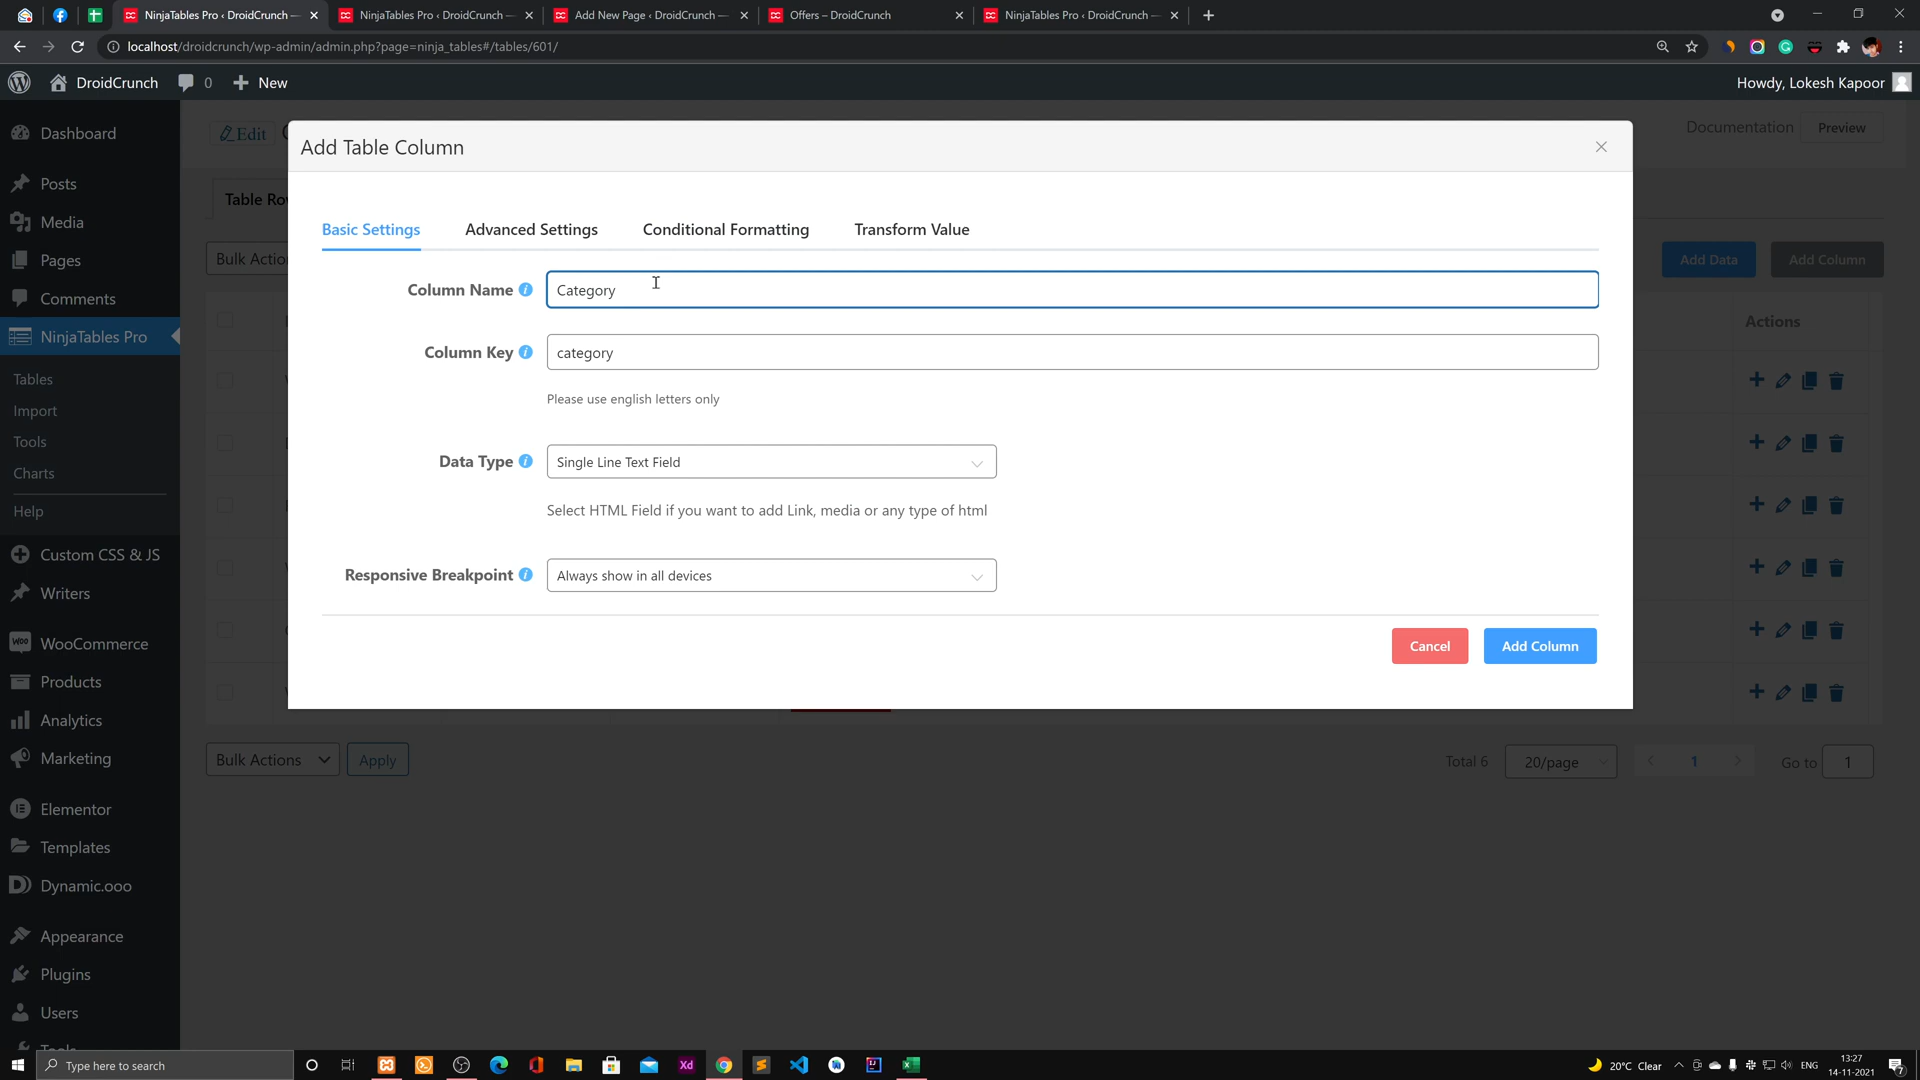 NinjaTables Pro ‹ DroidCrunch —
NinjaTables Pro ‹ DroidCrunch —
Add New Page ‹ DroidCrunch —
Offers – DroidCrunch
NinjaTables Pro ‹ DroidCrunch —
localhost/droidcrunch/wp-admin/admin.php?page=ninja_tables#/tables/601/
DroidCrunch
0
New
Howdy, Lokesh Kapoor
Dashboard
Posts
Media
Pages
Comments
NinjaTables Pro
Tables
Import
Tools
Charts
Help
Custom CSS & JS
Writers
WooCommerce
Products
Analytics
Marketing
Elementor
Templates
Dynamic.ooo
Appearance
Plugins
Users
Tools
Edit
Documentation
Preview
Table Ro
Bulk Actio
Add Data
Add Column
Actions
Add Table Column
Basic Settings
Advanced Settings
Conditional Formatting
Transform Value
Column Name
Category
Column Key
category
Please use english letters only
Data Type
Single Line Text Field
Select HTML Field if you want to add Link, media or any type of html
Responsive Breakpoint
Always show in all devices
Cancel
Add Column
Bulk Actions
Apply
Total 6
20/page
1
Go to
1
Type here to search
Xd
20°C Clear
ENG
13:27
14-11-2021
7